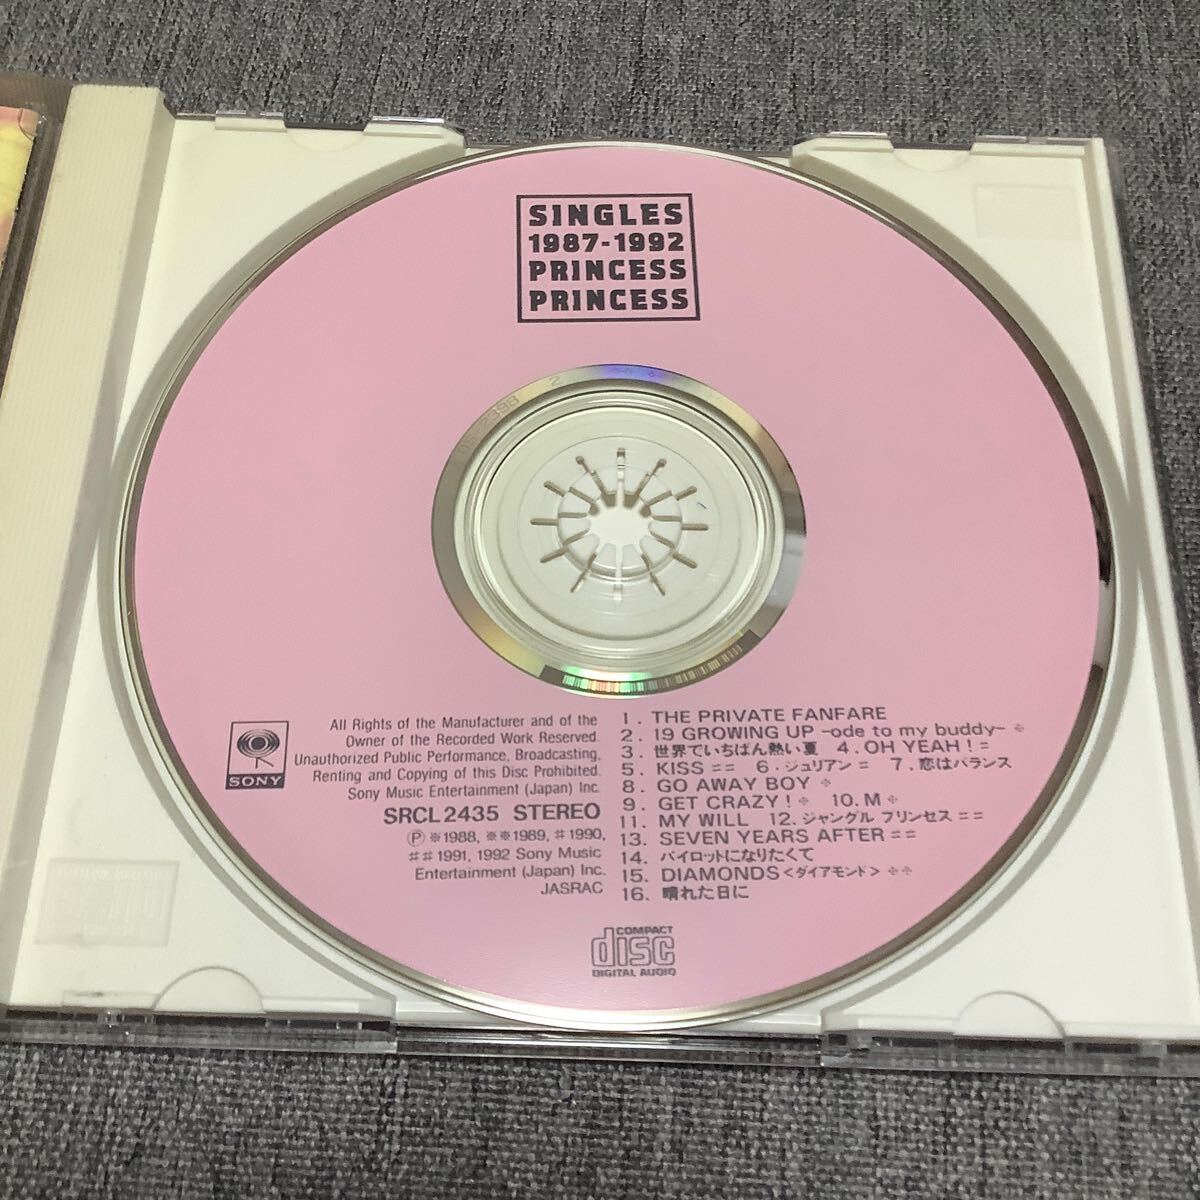 SINGLES
1987-1992
PRINCESS
PRINCESS
DS 2398 2
SONY
All Rights of the Manufacturer and of the
Owner of the Recorded Work Reserved.
Unauthorized Public Performance, Broadcasting,
Renting and Copying of this Disc Prohibited.
Sony Music Entertainment (Japan) Inc.
SRCL 2435 STEREO
Ⓟ ※1988, ※※1989, #1990,
##1991, 1992 Sony Music
Entertainment (Japan) Inc.
JASRAC
1. THE PRIVATE FANFARE
2. 19 GROWING UP -ode to my buddy- ※
3. 世界でいちばん熱い夏 4. OH YEAH! =
5. KISS == 6. ジュリアン = 7. 恋はバランス
8. GO AWAY BOY ※
9. GET CRAZY! ※ 10. M ※
11. MY WILL 12. ジャングル プリンセス ==
13. SEVEN YEARS AFTER ==
14. パイロットになりたくて
15. DIAMONDS <ダイアモンド> ※※
16. 晴れた日に
COMPACT
disc
DIGITAL AUDIO